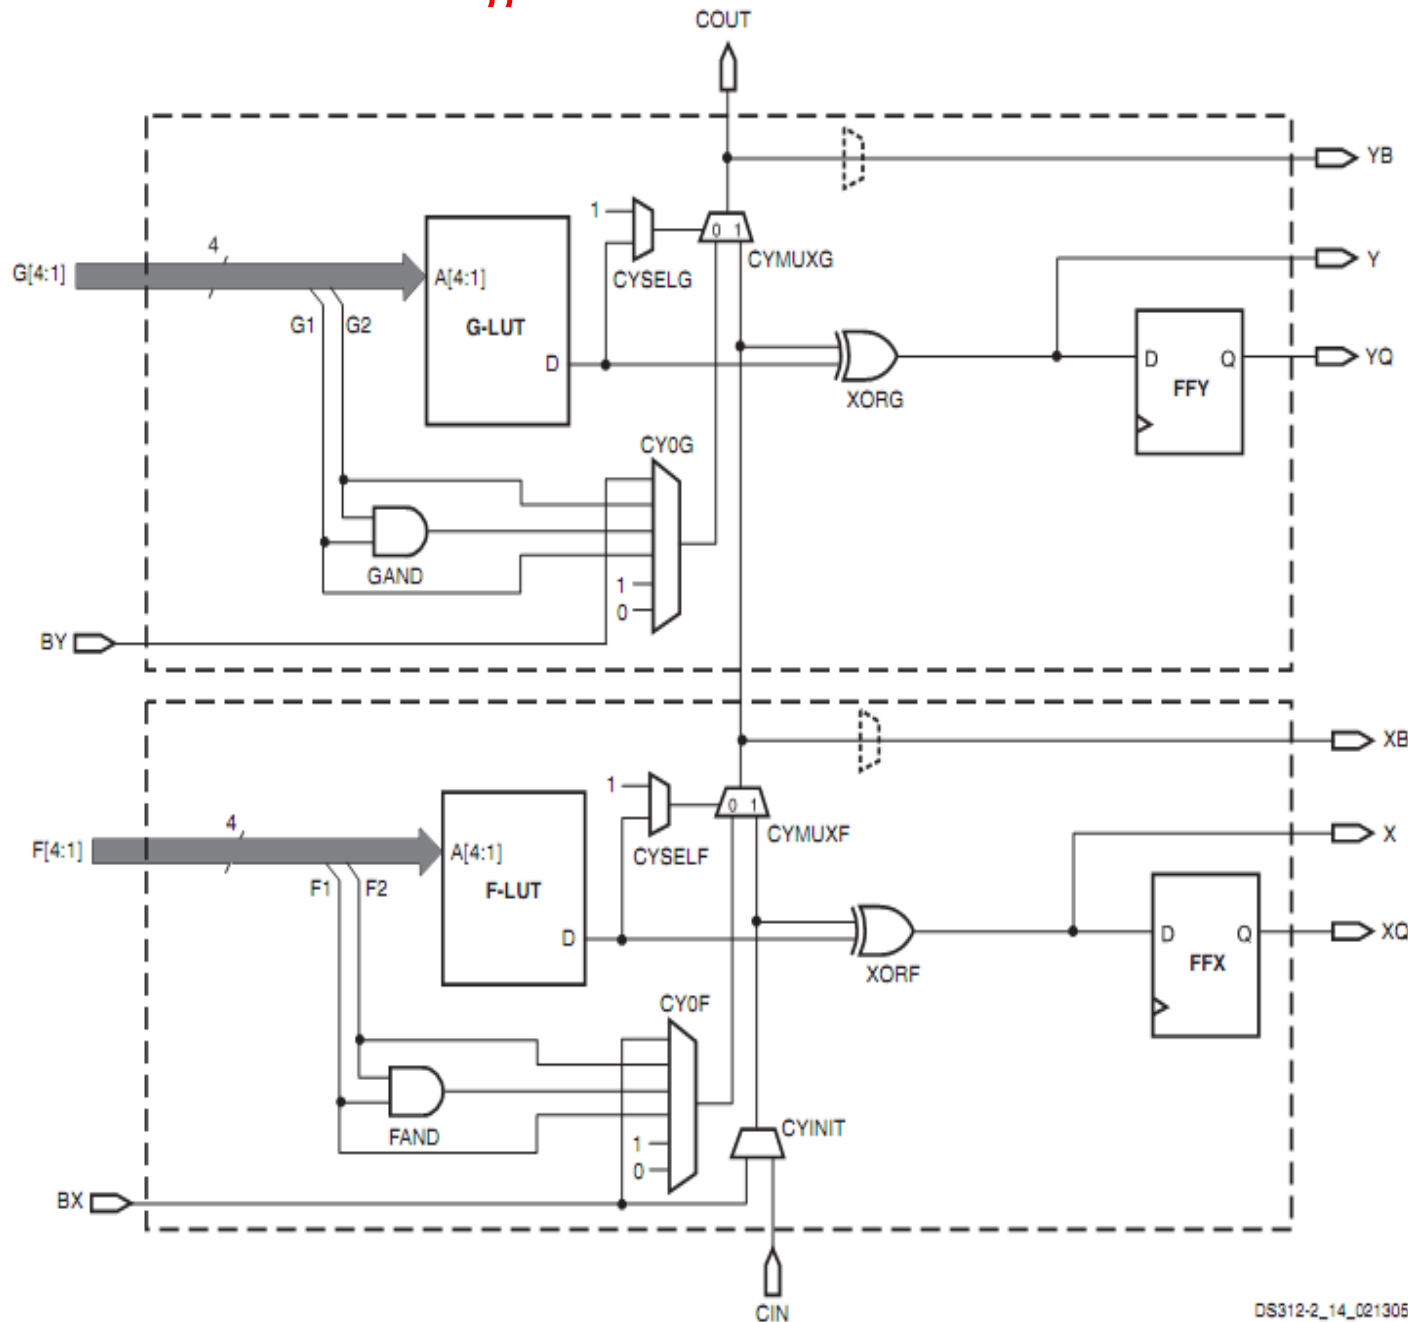 COUT
YB
1
0 1
4
CYMUXG
Y
G[4:1]
A[4:1]
CYSELG
G1
G2
G-LUT
D
D
Q
YQ
FFY
XORG
CY0G
GAND
1
0
BY
XB
1
0 1
4
CYMUXF
X
F[4:1]
A[4:1]
CYSELF
F1
F2
F-LUT
D
D
Q
XQ
FFX
XORF
CY0F
CYINIT
FAND
1
0
BX
CIN
DS312-2_14_021305